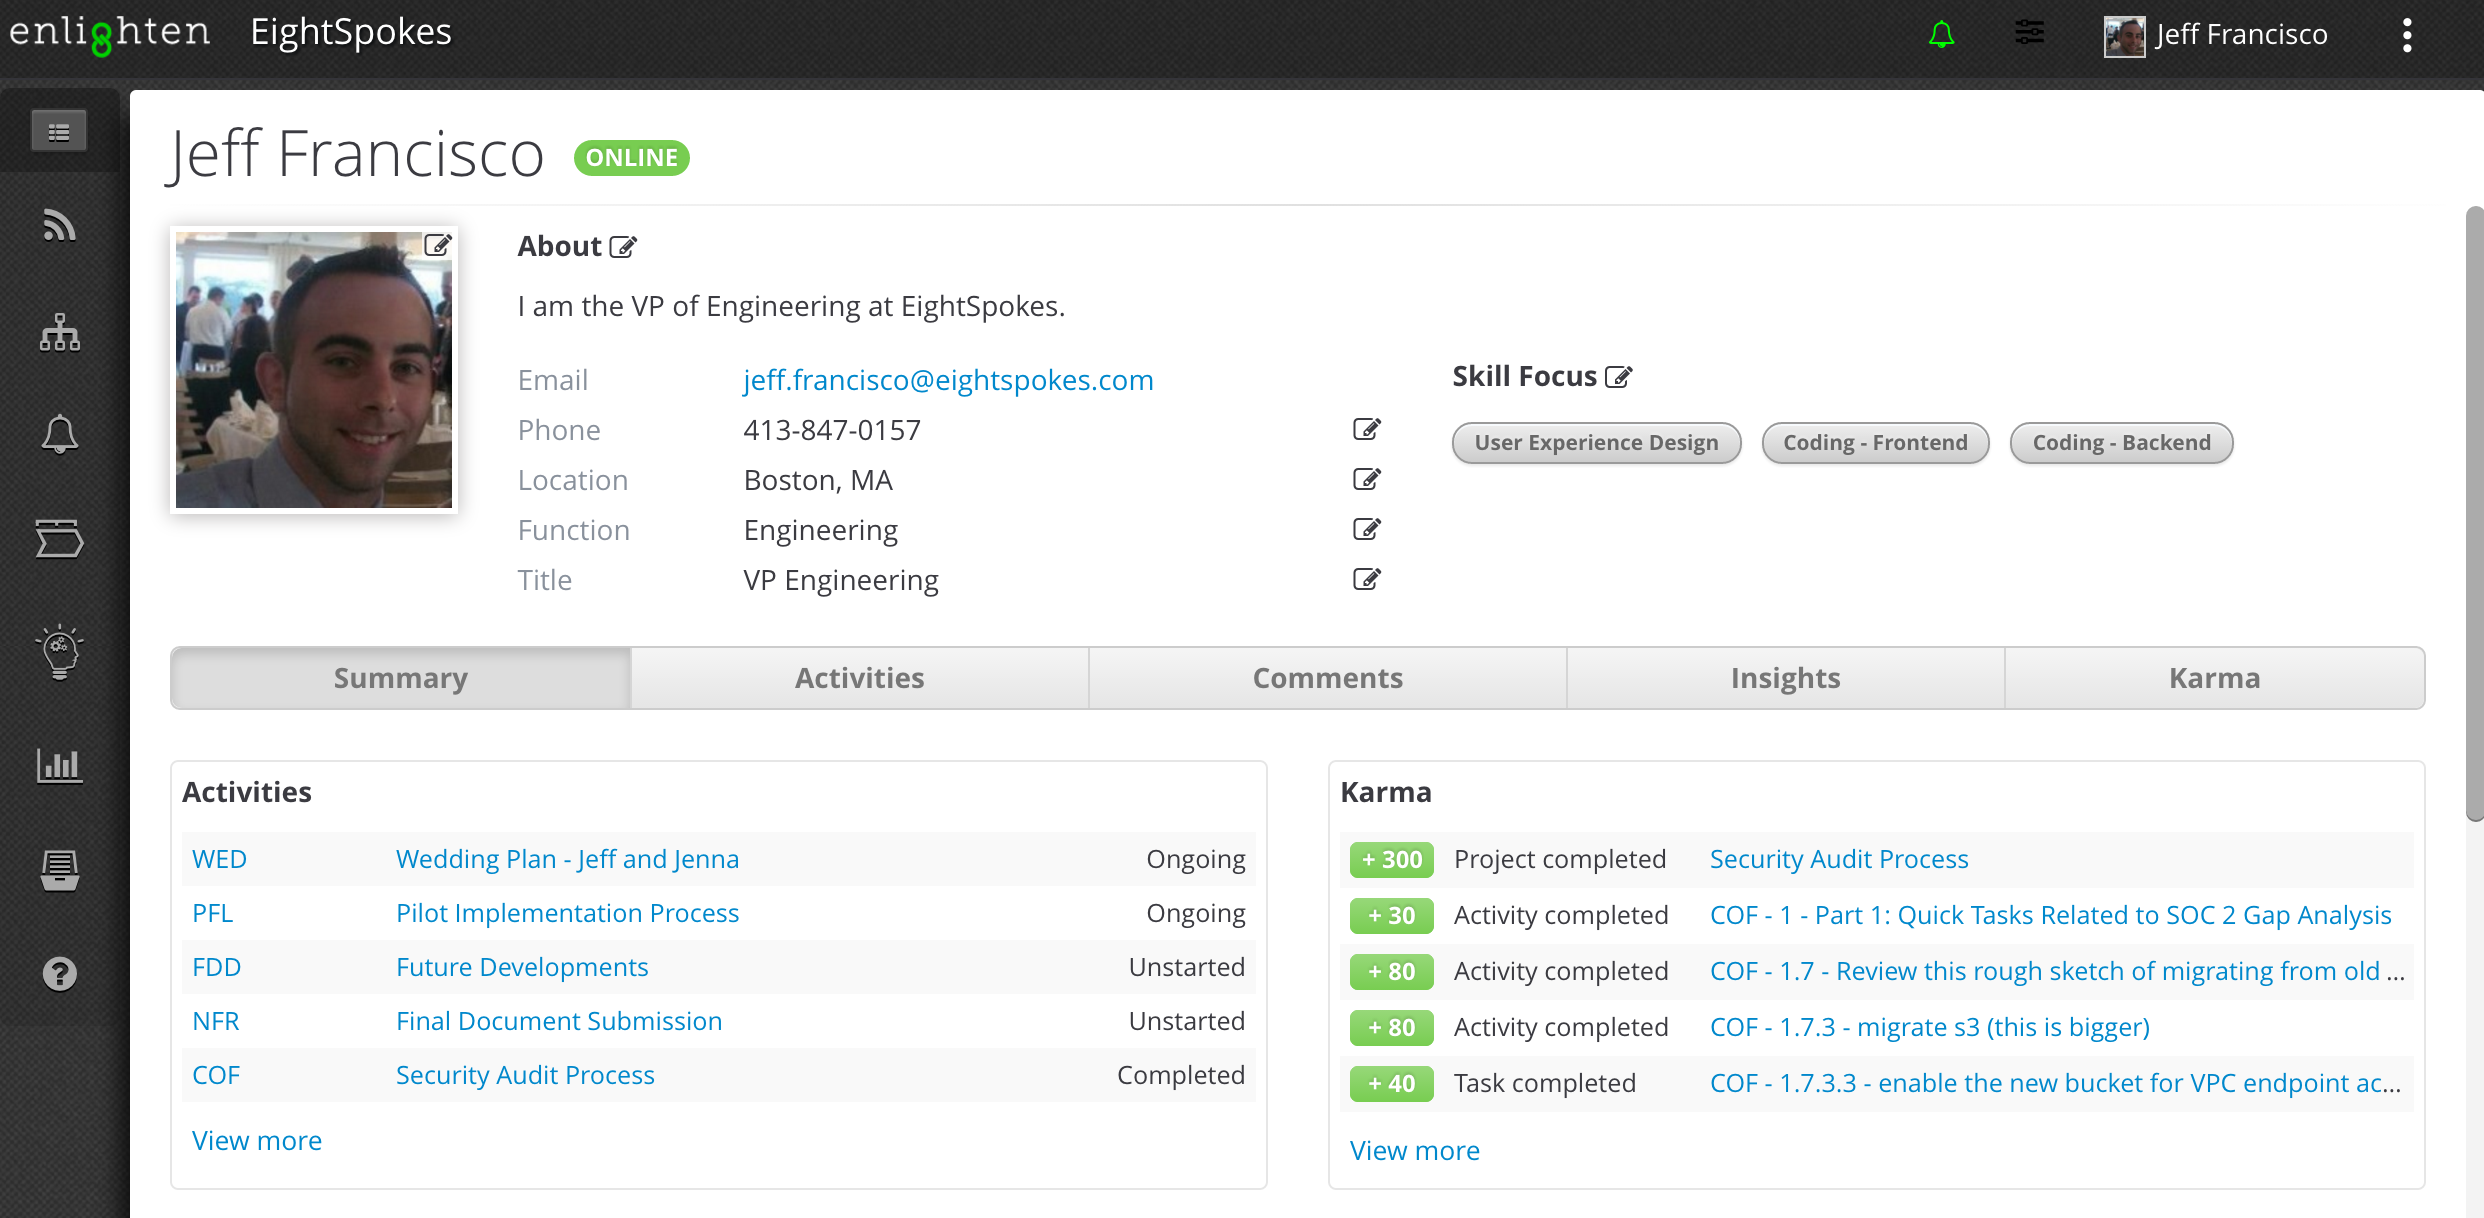 enlighten EightSpokes Jeff Francisco
Jeff Francisco ONLINE
About
I am the VP of Engineering at EightSpokes.
Email jeff.francisco@eightspokes.com
Phone 413-847-0157
Location Boston, MA
Function Engineering
Title VP Engineering
Skill Focus
User Experience Design Coding - Frontend Coding - Backend
Summary Activities Comments Insights Karma
Activities
WED Wedding Plan - Jeff and Jenna Ongoing
PFL Pilot Implementation Process Ongoing
FDD Future Developments Unstarted
NFR Final Document Submission Unstarted
COF Security Audit Process Completed
View more
Karma
+ 300 Project completed Security Audit Process
+ 30 Activity completed COF - 1 - Part 1: Quick Tasks Related to SOC 2 Gap Analysis
+ 80 Activity completed COF - 1.7 - Review this rough sketch of migrating from old ...
+ 80 Activity completed COF - 1.7.3 - migrate s3 (this is bigger)
+ 40 Task completed COF - 1.7.3.3 - enable the new bucket for VPC endpoint ac...
View more